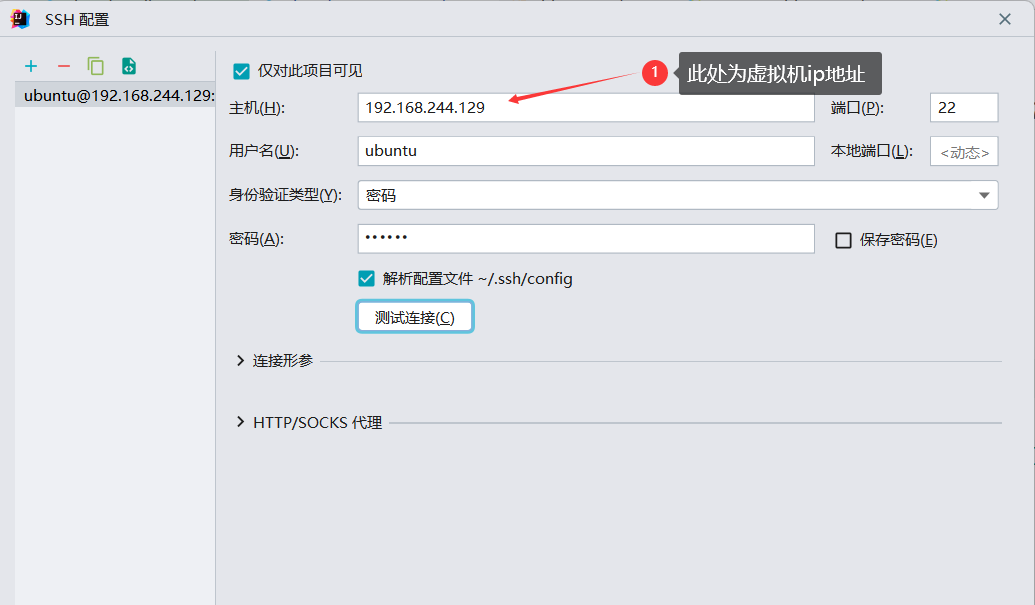 SSH 配置
ubuntu@192.168.244.129:
仅对此项目可见
1 此处为虚拟机ip地址
主机(H): 192.168.244.129 端口(P): 22
用户名(U): ubuntu 本地端口(L): <动态>
身份验证类型(Y): 密码
密码(A): •••••• 保存密码(E)
解析配置文件 ~/.ssh/config
测试连接(C)
连接形参
HTTP/SOCKS 代理